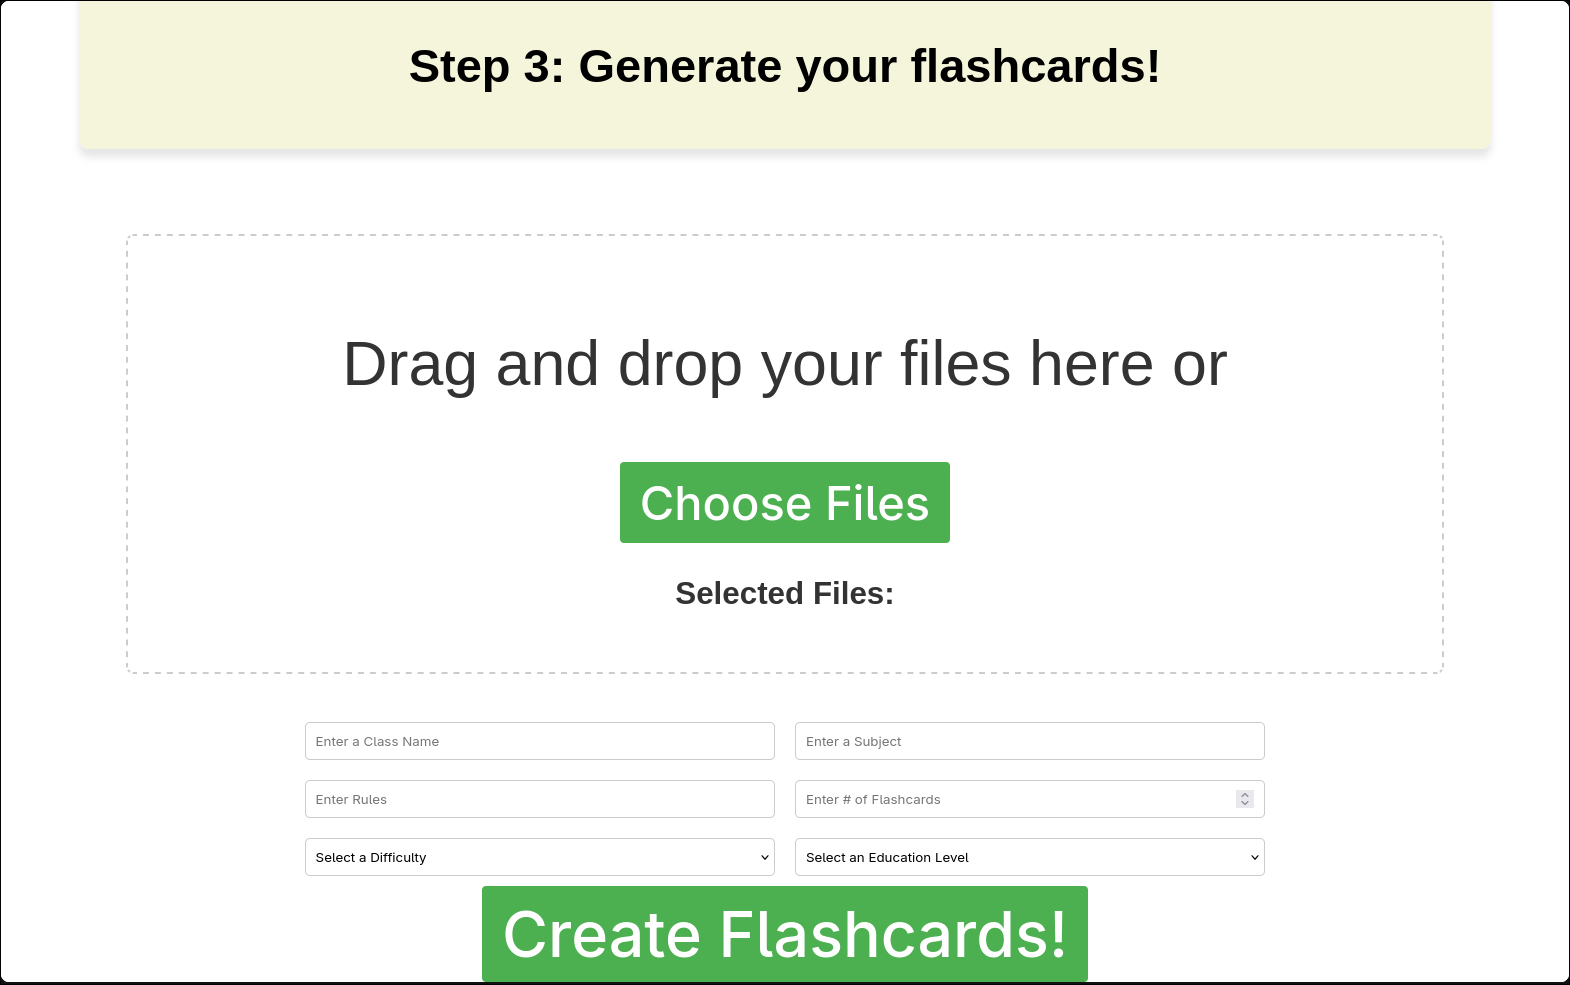 Step 3: Generate your flashcards!
Drag and drop your files here or
Choose Files
Selected Files:
Enter a Class Name
Enter a Subject
Enter Rules
Enter # of Flashcards
Select a Difficulty
Select an Education Level
Create Flashcards!